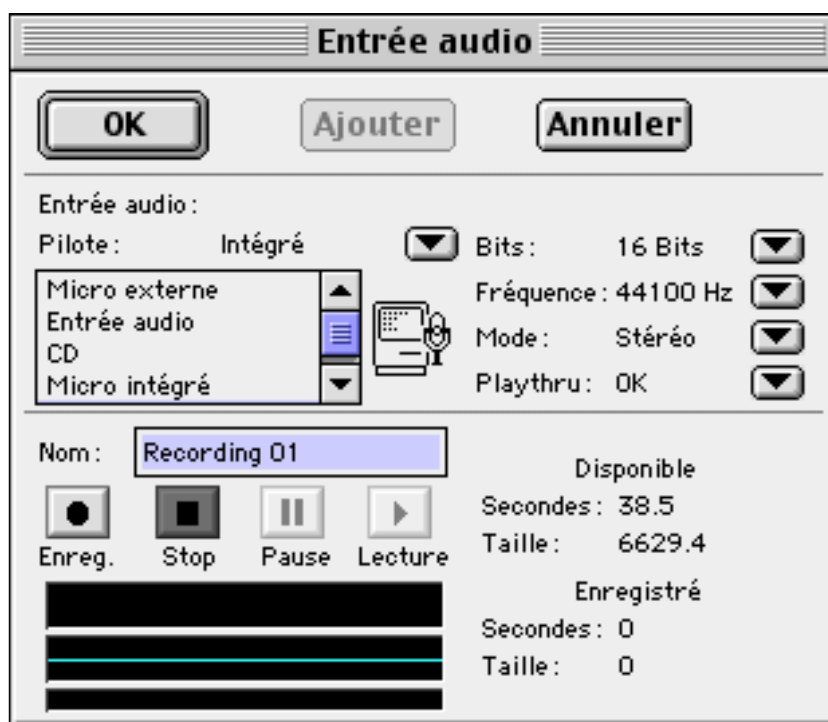 Entrée audio
OK Ajouter Annuler
Entrée audio:
Pilote: Intégré
Micro externe
Entrée audio
CD
Micro intégré
Bits: 16 Bits
Fréquence: 44100 Hz
Mode: Stéréo
Playthru: OK
Nom: Recording 01
Enreg. Stop Pause Lecture
Disponible
Secondes: 38.5
Taille: 6629.4
Enregistré
Secondes: 0
Taille: 0